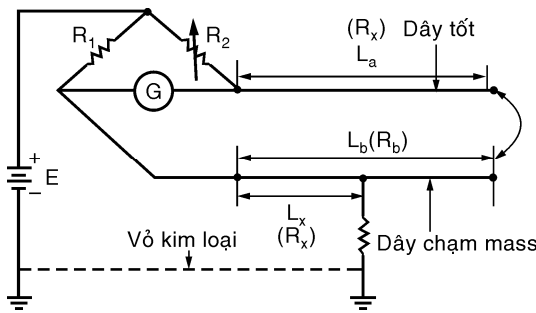 R1
R2
(Rx)
La
Dây tốt
G
+
E
−
Lb(Rb)
Lx
(Rx)
Vỏ kim loại
Dây chạm mass